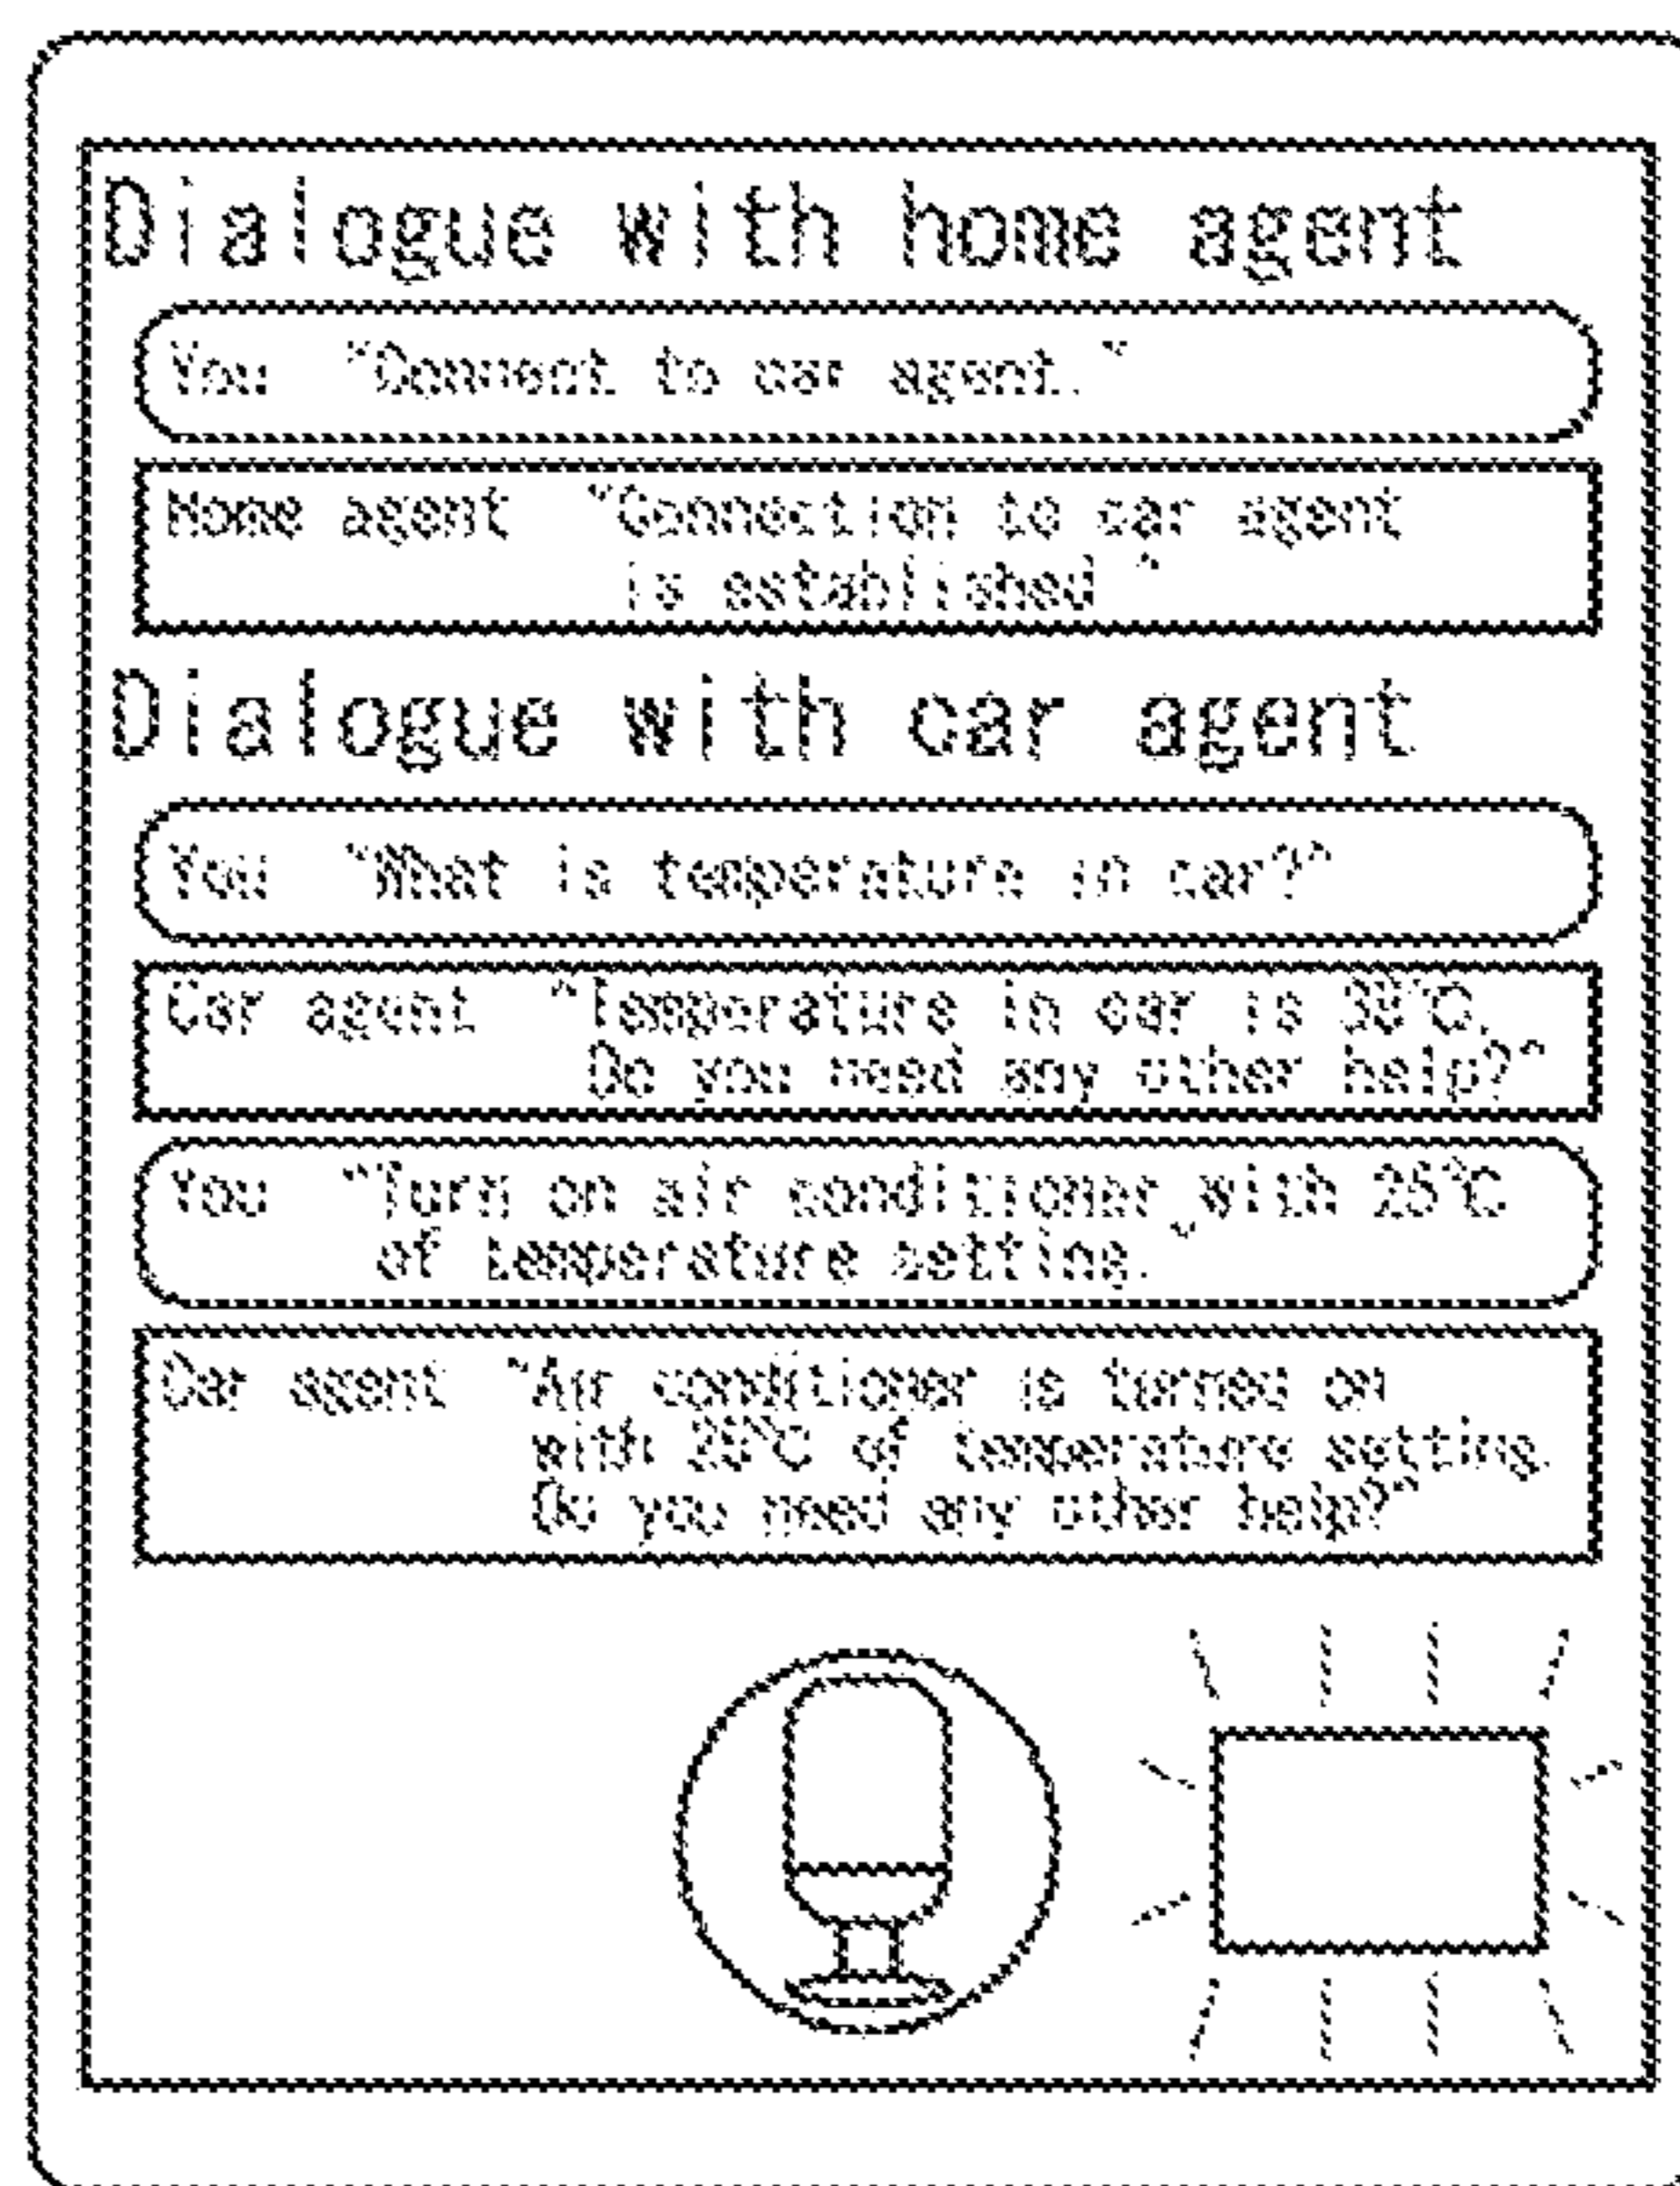 Dialogue with home agent
You "Connect to car agent."
Home agent "Connection to car agent
is established"
Dialogue with car agent
You "What is temperature in car?"
Car agent "Temperature in car is
Do you need any other help?"
You "Turn on air conditioner with 25°C
of temperature setting."
Car agent "Air conditioner is turned on
with 25°C of temperature setting.
Do you need any other help?"